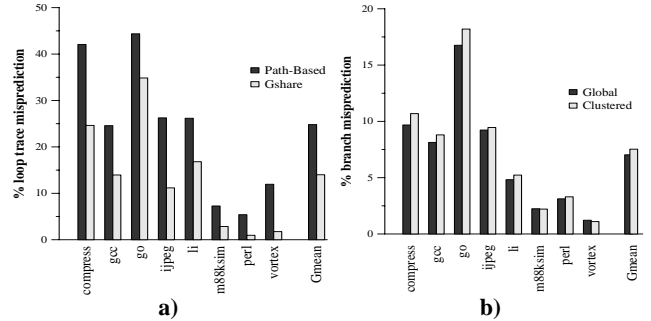 % loop trace misprediction
50
40
30
20
10
0
Path-Based
Gshare
compress
gcc
go
ijpeg
li
m88ksim
perl
vortex
Gmean
a)
% branch misprediction
20
15
10
5
0
Global
Clustered
compress
gcc
go
ijpeg
li
m88ksim
perl
vortex
Gmean
b)